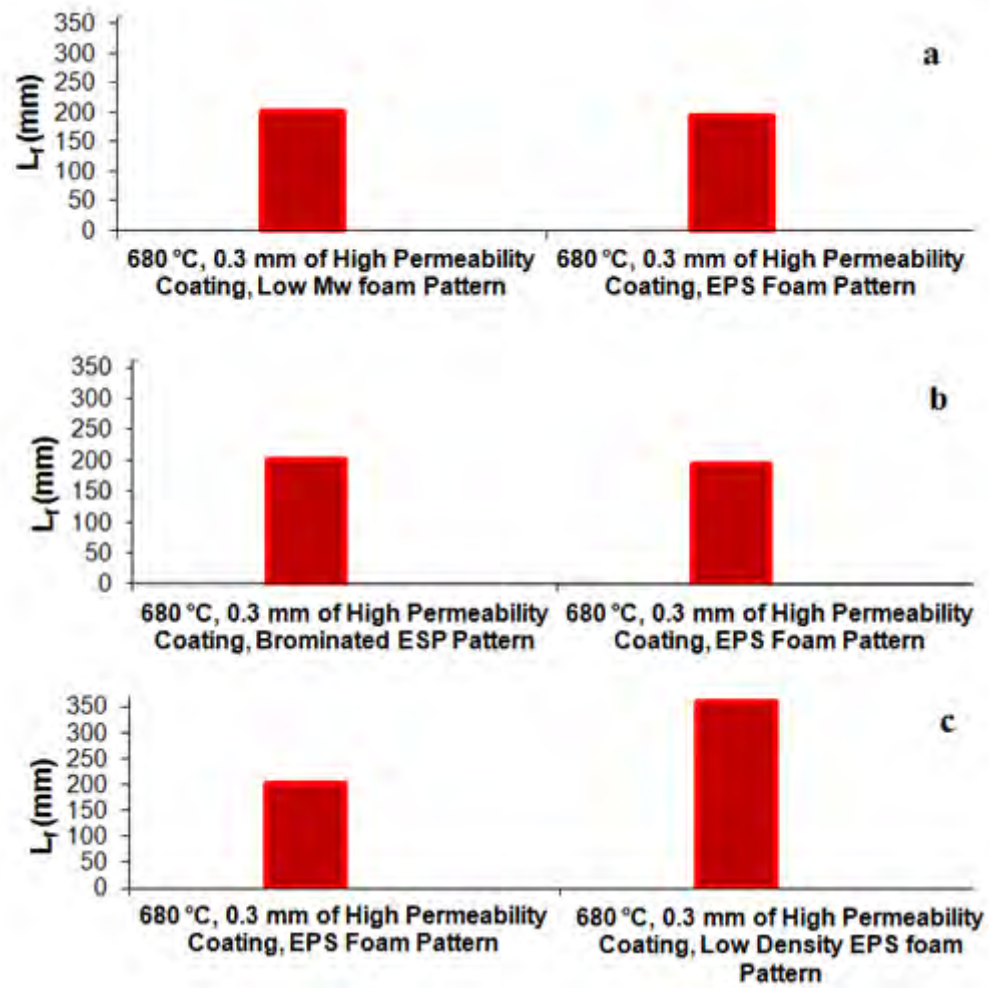 350
300
250
200
150
100
50
0
Lf (mm)
a
680 °C, 0.3 mm of High Permeability
Coating, Low Mw foam Pattern
680 °C, 0.3 mm of High Permeability
Coating, EPS Foam Pattern
350
300
250
200
150
100
50
0
Lf (mm)
b
680 °C, 0.3 mm of High Permeability
Coating, Brominated ESP Pattern
680 °C, 0.3 mm of High Permeability
Coating, EPS Foam Pattern
350
300
250
200
150
100
50
0
Lf (mm)
c
680 °C, 0.3 mm of High Permeability
Coating, EPS Foam Pattern
680 °C, 0.3 mm of High Permeability
Coating, Low Density EPS foam
Pattern